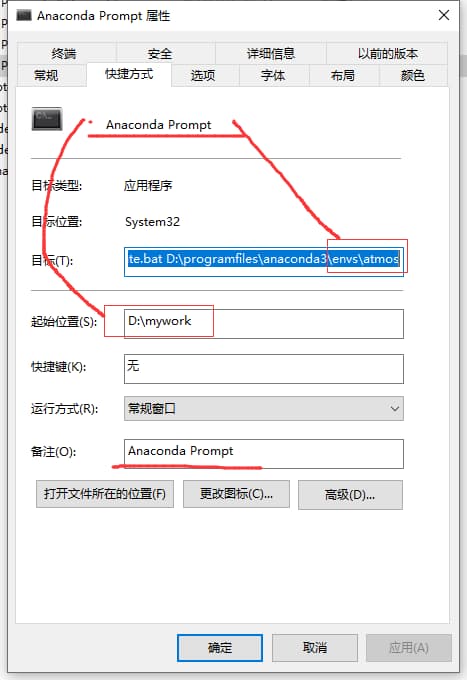 Anaconda Prompt 属性
终端 安全 详细信息 以前的版本
常规 快捷方式 选项 字体 布局 颜色
Anaconda Prompt
目标类型: 应用程序
目标位置: System32
目标(T): te.bat D:\programfiles\anaconda3\envs\atmos
起始位置(S): D:\mywork
快捷键(K): 无
运行方式(R): 常规窗口
备注(O): Anaconda Prompt
打开文件所在的位置(F) 更改图标(C)... 高级(D)...
确定 取消 应用(A)